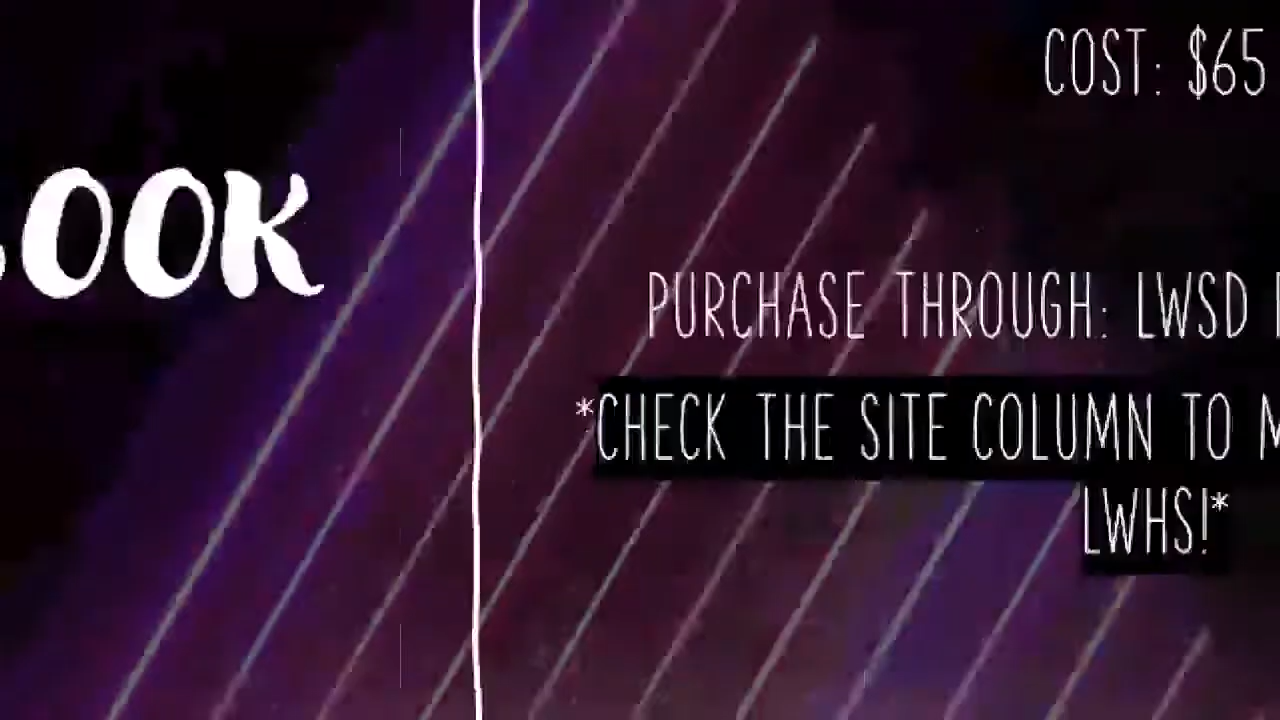 OOK
COST: $65
PURCHASE THROUGH: LWSD
*CHECK THE SITE COLUMN TO
LWHS!*